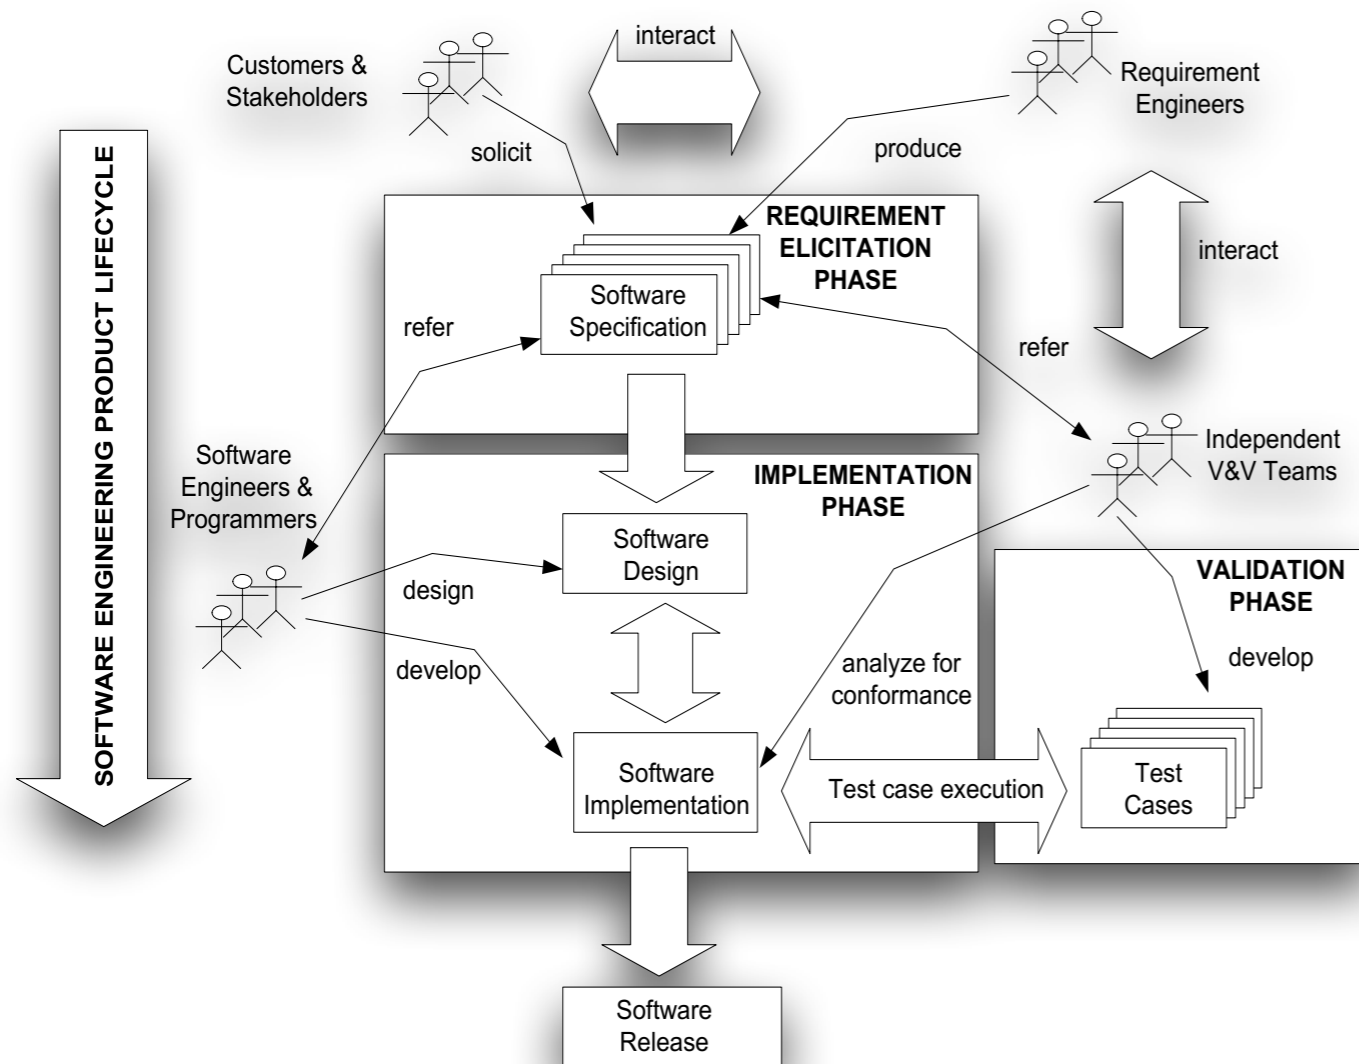 interact
Customers &
Stakeholders
Requirement
Engineers
solicit
produce
SOFTWARE ENGINEERING PRODUCT LIFECYCLE
REQUIREMENT
ELICITATION
PHASE
interact
Software
Specification
refer
refer
Software
Engineers &
Programmers
Independent
V&V Teams
IMPLEMENTATION
PHASE
Software
Design
design
VALIDATION
PHASE
develop
analyze for
conformance
develop
Software
Implementation
Test case execution
Test
Cases
Software
Release